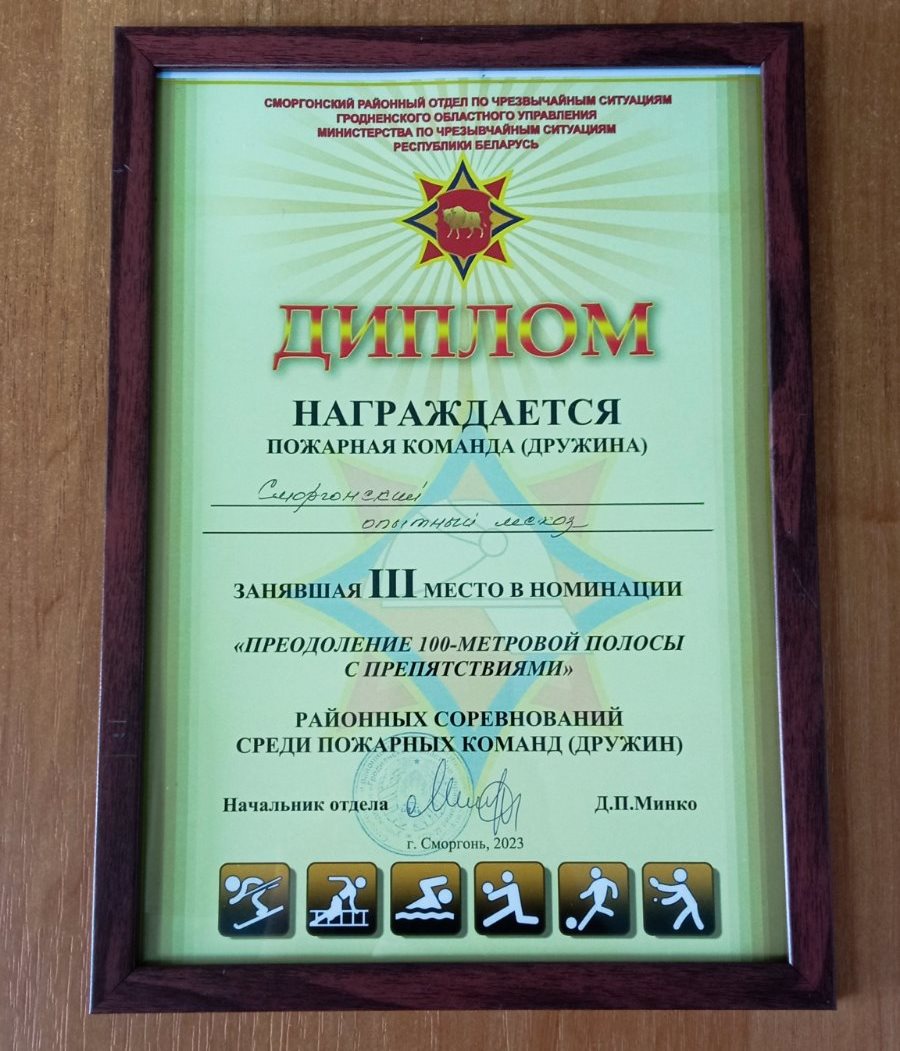 СМОРГОНСКИЙ РАЙОННЫЙ ОТДЕЛ ПО ЧРЕЗВЫЧАЙНЫМ СИТУАЦИЯМ
ГРОДНЕНСКОГО ОБЛАСТНОГО УПРАВЛЕНИЯ
МИНИСТЕРСТВА ПО ЧРЕЗЫВЧАЙНЫМ СИТУАЦИЯМ
РЕСПУБЛИКИ БЕЛАРУСЬ
ДИПЛОМ
НАГРАЖДАЕТСЯ
ПОЖАРНАЯ КОМАНДА (ДРУЖИНА)
Сморгонский
опытный лесхоз
ЗАНЯВШАЯ III МЕСТО В НОМИНАЦИИ
«ПРЕОДОЛЕНИЕ 100-МЕТРОВОЙ ПОЛОСЫ
С ПРЕПЯТСТВИЯМИ»
РАЙОННЫХ СОРЕВНОВАНИЙ
СРЕДИ ПОЖАРНЫХ КОМАНД (ДРУЖИН)
Начальник отдела Д.П.Минко
г. Сморгонь, 2023